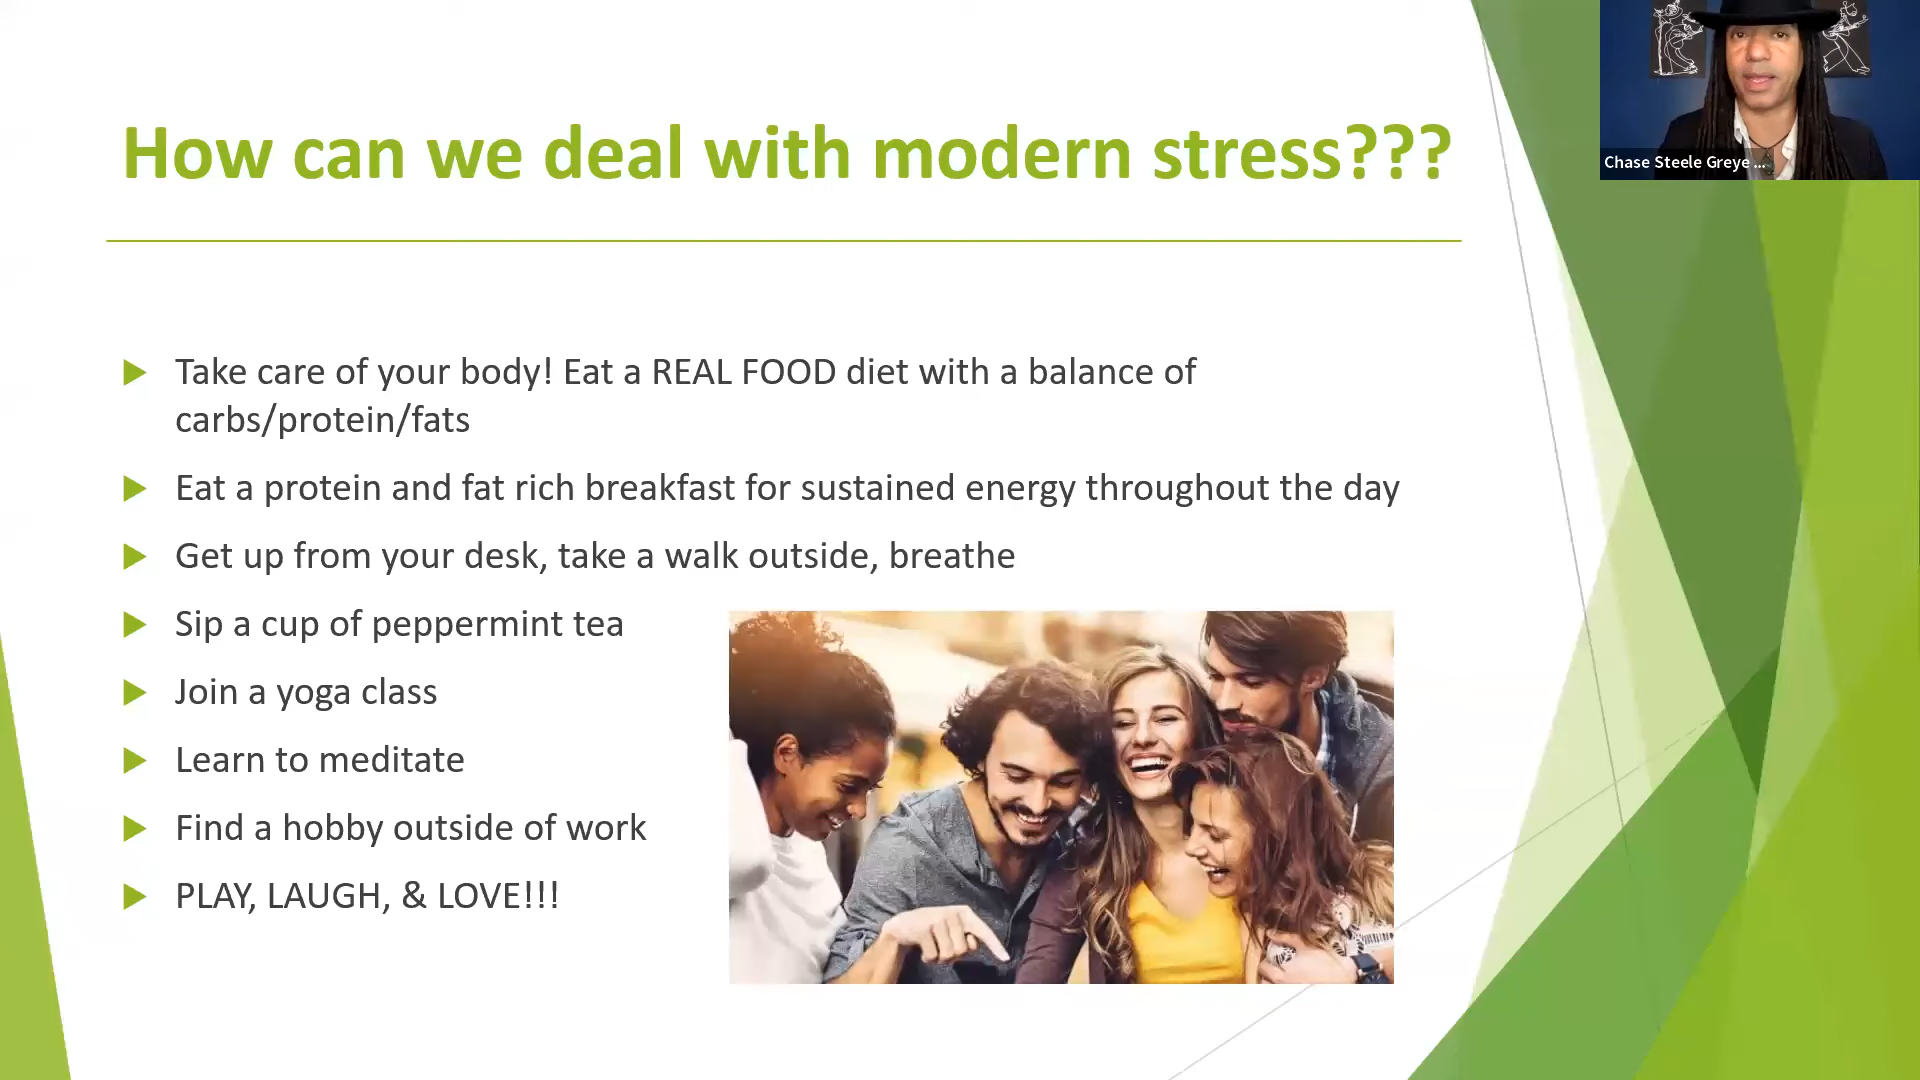 How can we deal with modern stress???
Chase Steele Greye ...
Take care of your body! Eat a REAL FOOD diet with a balance of
carbs/protein/fats
Eat a protein and fat rich breakfast for sustained energy throughout the day
Get up from your desk, take a walk outside, breathe
Sip a cup of peppermint tea
Join a yoga class
Learn to meditate
Find a hobby outside of work
PLAY, LAUGH, & LOVE!!!